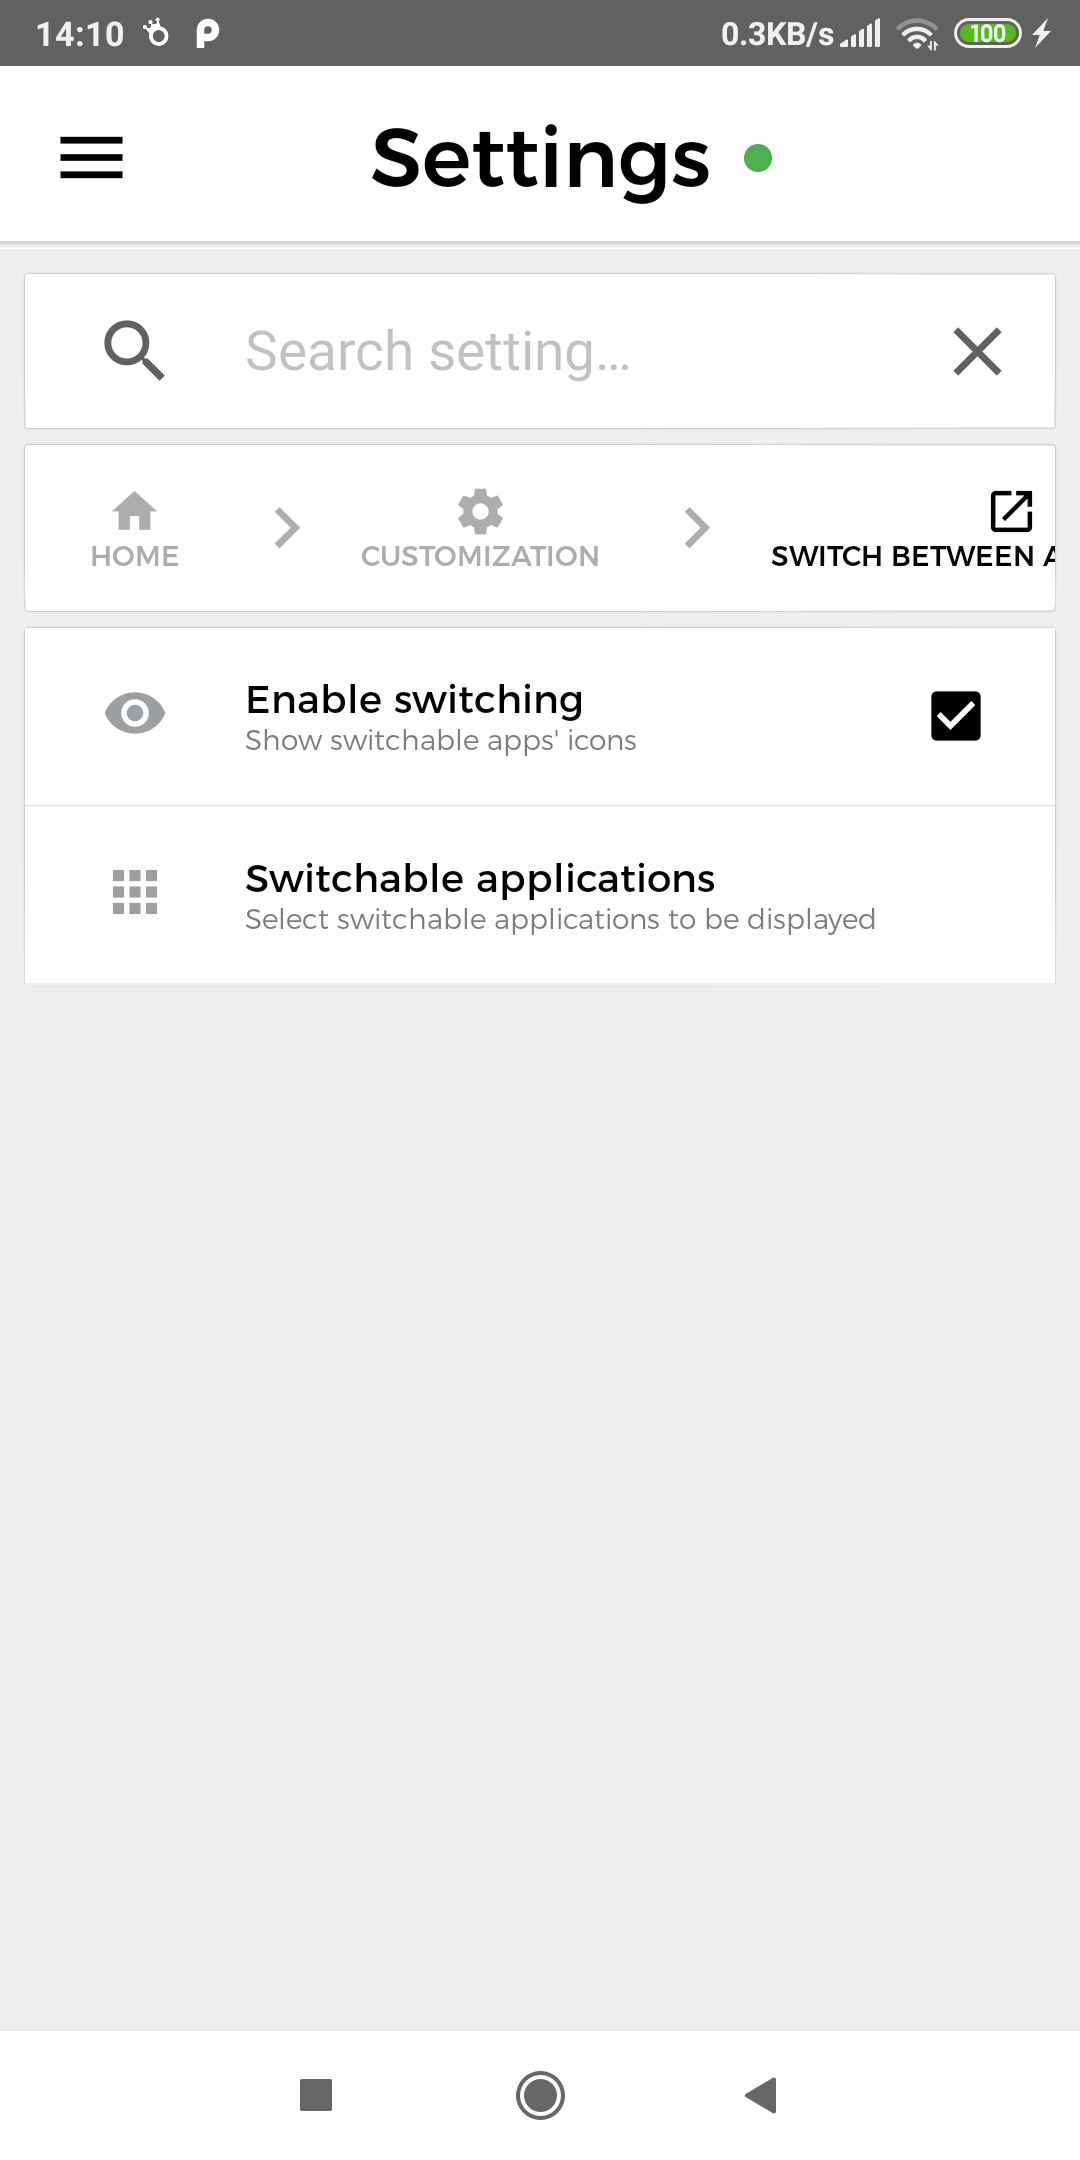 14:10 0.3KB/s 100
Settings
Search setting...
HOME CUSTOMIZATION SWITCH BETWEEN A
Enable switching
Show switchable apps' icons
Switchable applications
Select switchable applications to be displayed